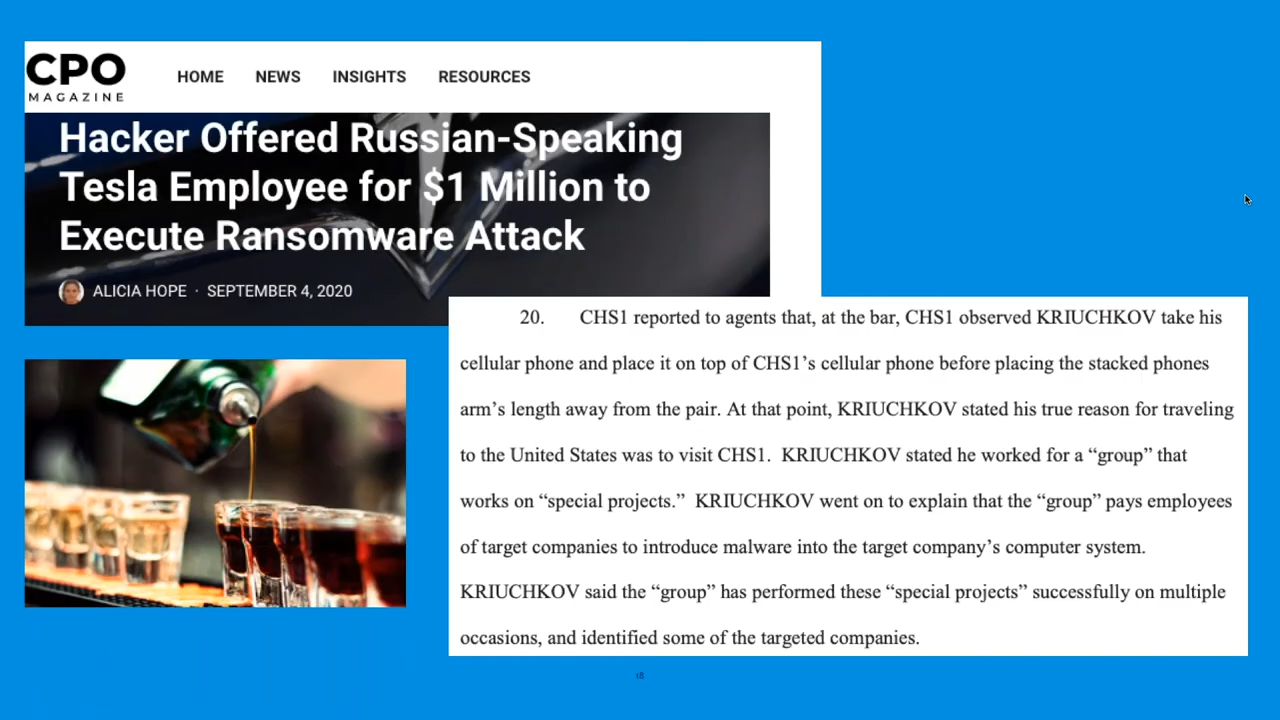 CPO
MAGAZINE
HOME NEWS INSIGHTS RESOURCES
Hacker Offered Russian-Speaking
Tesla Employee for $1 Million to
Execute Ransomware Attack
ALICIA HOPE · SEPTEMBER 4, 2020
20. CHS1 reported to agents that, at the bar, CHS1 observed KRIUCHKOV take his
cellular phone and place it on top of CHS1’s cellular phone before placing the stacked phones
arm’s length away from the pair. At that point, KRIUCHKOV stated his true reason for traveling
to the United States was to visit CHS1. KRIUCHKOV stated he worked for a “group” that
works on “special projects.” KRIUCHKOV went on to explain that the “group” pays employees
of target companies to introduce malware into the target company’s computer system.
KRIUCHKOV said the “group” has performed these “special projects” successfully on multiple
occasions, and identified some of the targeted companies.
18